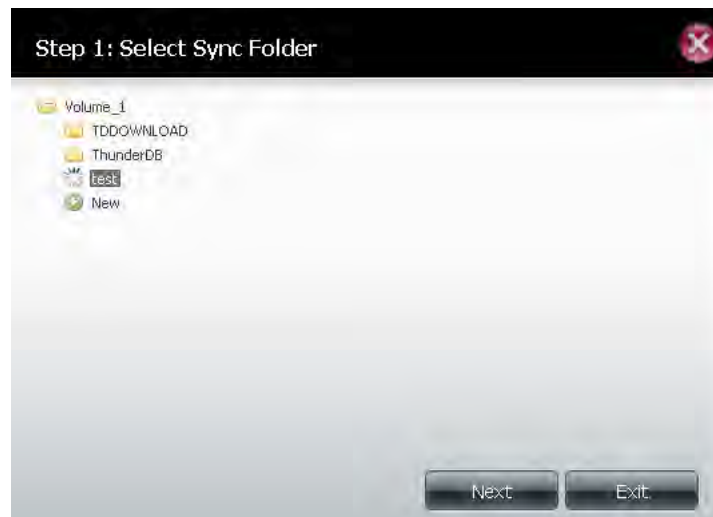 Step 1: Select Sync Folder
Volume_1
TDDOWNLOAD
ThunderDB
test
New
Next
Exit